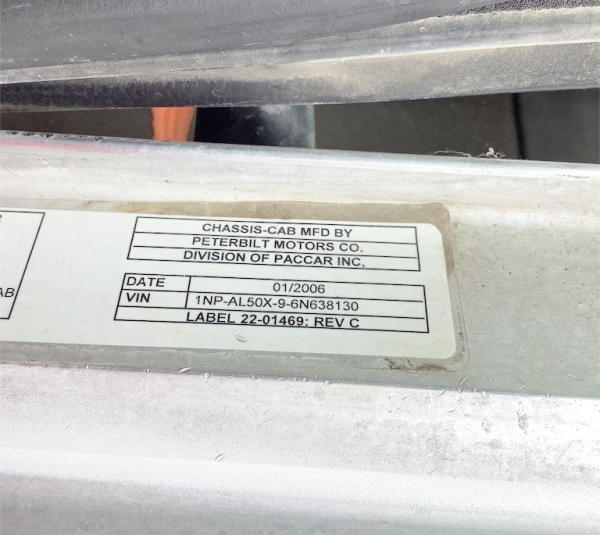 CHASSIS-CAB MFD BY
PETERBILT MOTORS CO.
DIVISION OF PACCAR INC.
DATE 01/2006
VIN 1NP-AL50X-9-6N638130
LABEL 22-01469: REV C
AB